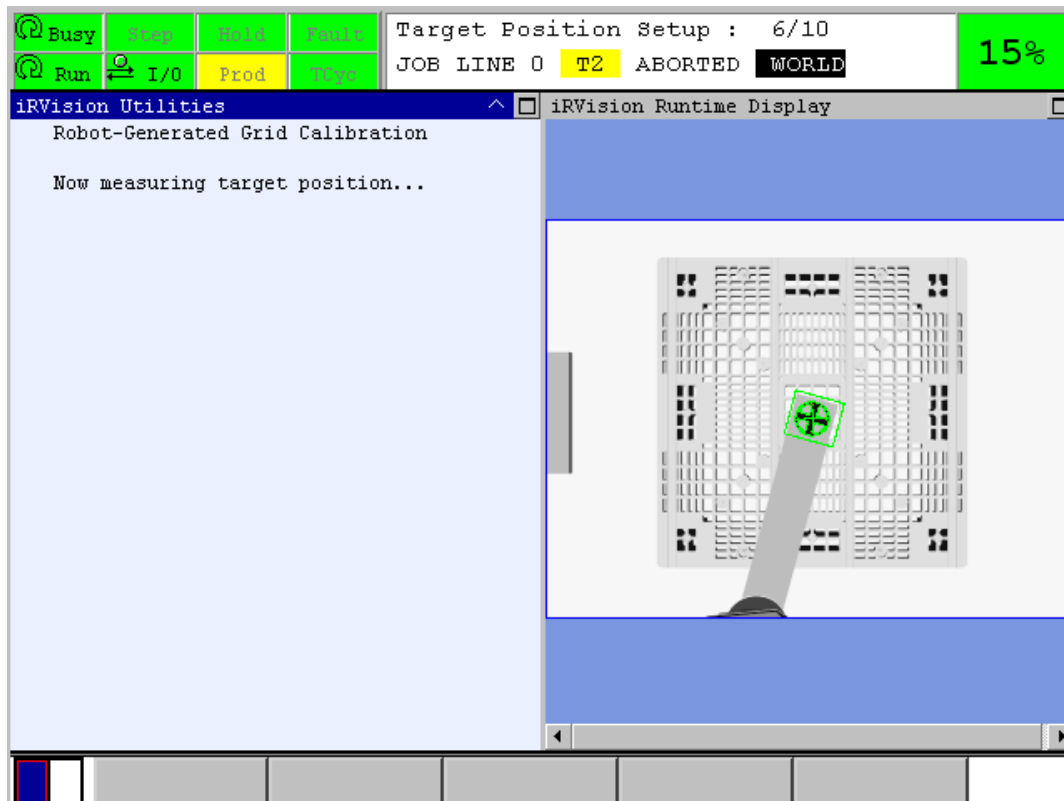 Busy Step Hold Fault
Run I/O Prod TCyc
Target Position Setup : 6/10
JOB LINE 0 T2 ABORTED WORLD
15%
iRVision Utilities
Robot-Generated Grid Calibration
Now measuring target position...
iRVision Runtime Display